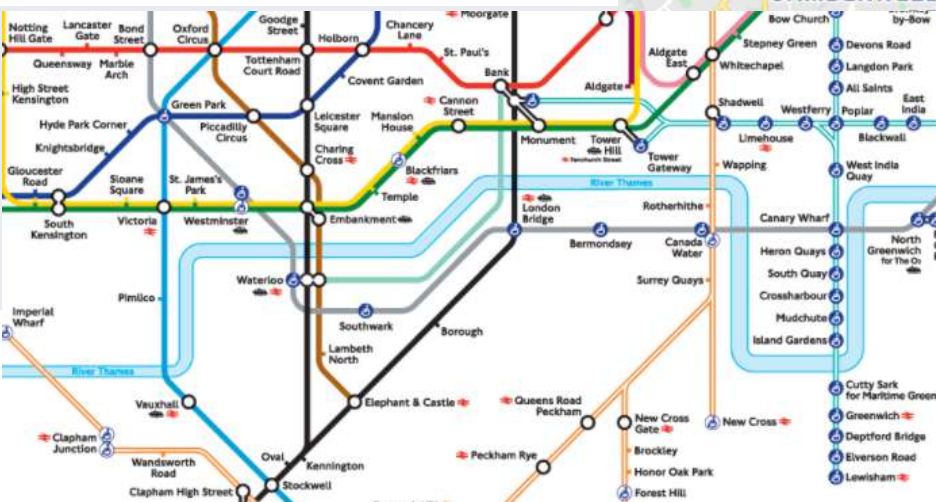 Moorgate
Notting
Hill Gate
Lancaster
Gate
Bond
Street
Oxford
Circus
Goodge
Street
Holborn
Chancery
Lane
Bow Church
by-Bow
Queensway
Marble
Arch
Tottenham
Court Road
St. Paul's
Aldgate
East
Stepney Green
Whitechapel
Devons Road
Langdon Park
All Saints
High Street
Kensington
Covent Garden
Bank
Aldgate
Green Park
Cannon
Street
Shadwell
Westferry
Poplar
East
India
Hyde Park Corner
Piccadilly
Circus
Leicester
Square
Mansion
House
Monument
Tower
Hill
Fenchurch Street
Tower
Gateway
Limehouse
Blackwall
Knightsbridge
Charing
Cross
Blackfriars
Wapping
West India
Quay
Gloucester
Road
Sloane
Square
St. James's
Park
Temple
River Thames
Rotherhithe
South
Kensington
Victoria
Westminster
Embankment
London
Bridge
Canary Wharf
Bermondsey
Canada
Water
Heron Quays
North
Greenwich
for The O2
Waterloo
Surrey Quays
South Quay
Pimlico
Crossharbour
Imperial
Wharf
Southwark
Mudchute
Borough
Island Gardens
Lambeth
North
River Thames
Cutty Sark
for Maritime Green
Vauxhall
Elephant & Castle
Queens Road
Peckham
New Cross
Gate
New Cross
Greenwich
Clapham
Junction
Deptford Bridge
Wandsworth
Road
Oval
Kennington
Peckham Rye
Brockley
Elverson Road
Honor Oak Park
Clapham High Street
Stockwell
Forest Hill
Lewisham